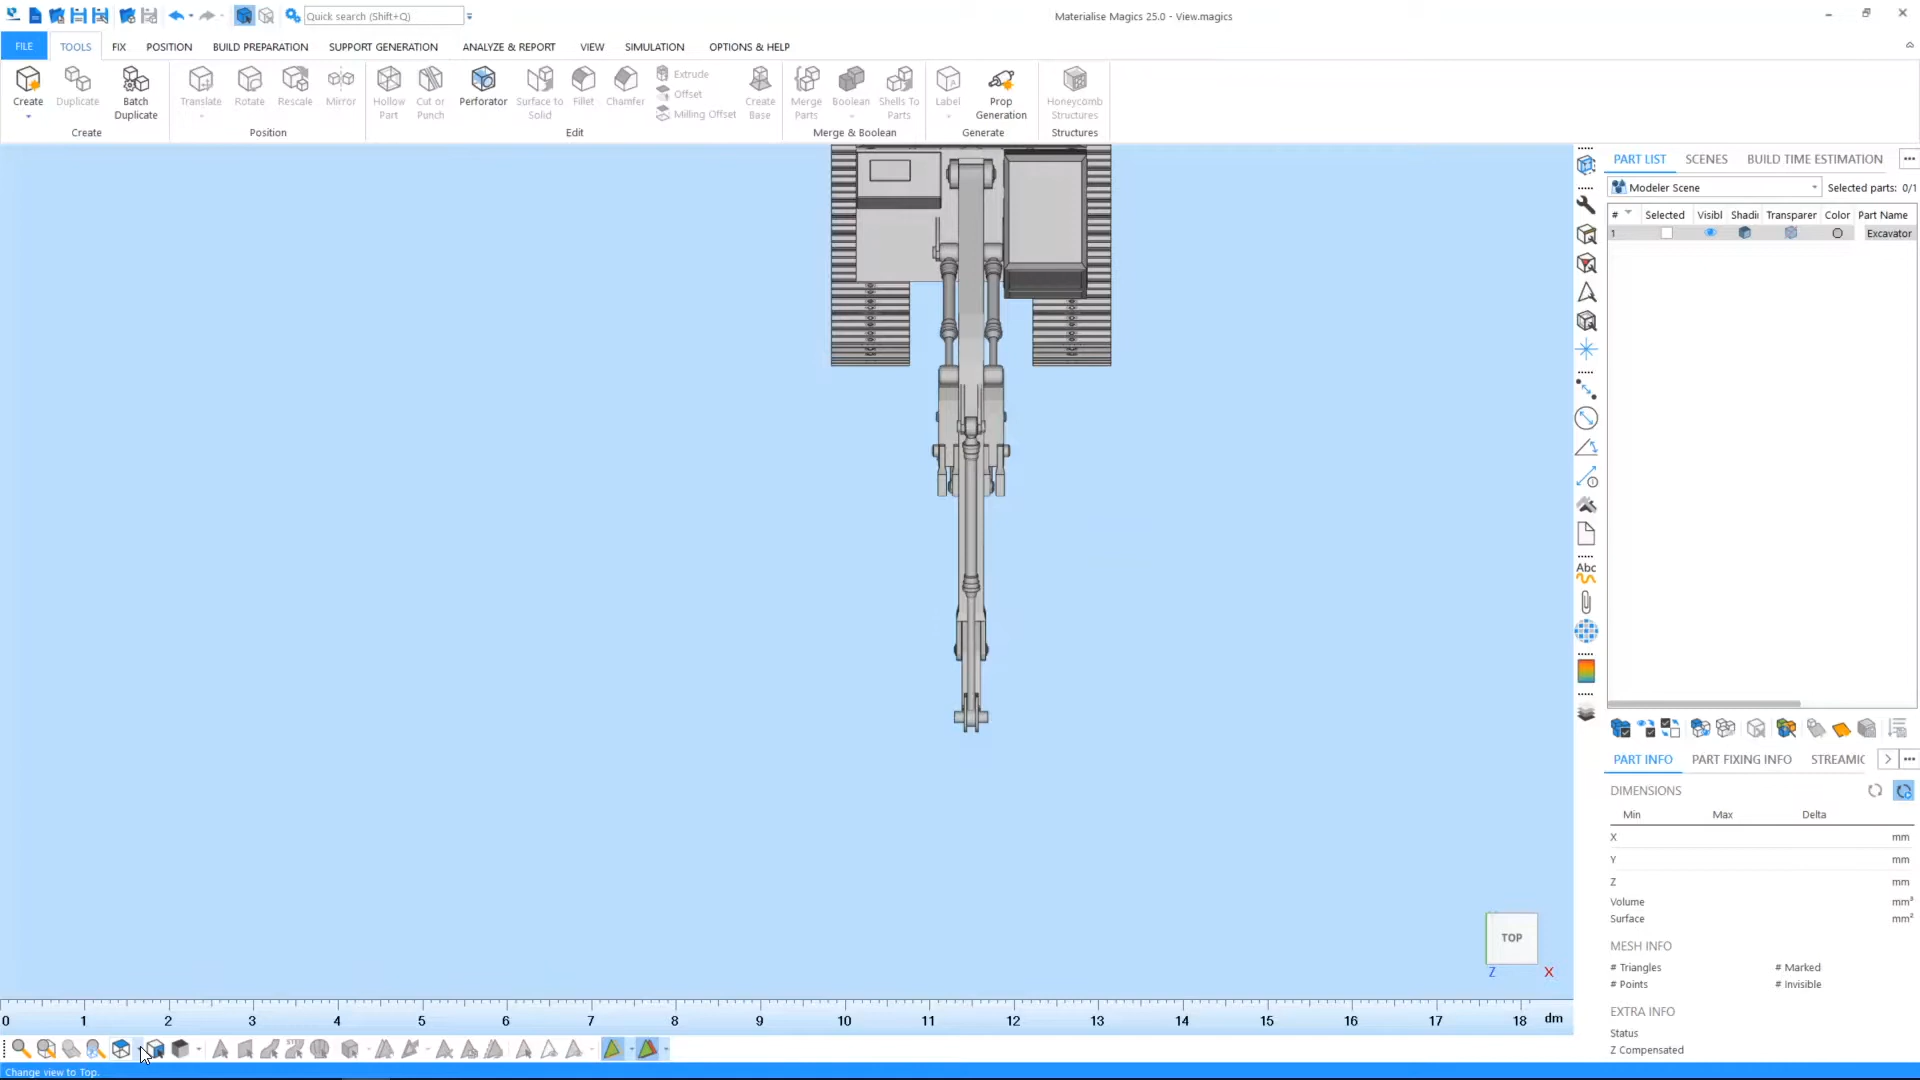 Quick search (Shift+Q)
Materialise Magics 25.0 - View.magics
FILE TOOLS FIX POSITION BUILD PREPARATION SUPPORT GENERATION ANALYZE & REPORT VIEW SIMULATION OPTIONS & HELP
Create Duplicate Batch Duplicate
Translate Rotate Rescale Mirror
Hollow Part Cut or Punch Perforator Surface to Solid Fillet Chamfer
Extrude
Offset
Milling Offset
Create Base
Merge Parts Boolean Shells To Parts
Label Prop Generation
Honeycomb Structures
Create Position Edit Merge & Boolean Generate Structures
PART LIST SCENES BUILD TIME ESTIMATION
Modeler Scene Selected parts: 0/1
# Selected Visibl Shadi Transparer Color Part Name
1 Excavator
Abc
PART INFO PART FIXING INFO STREAMIC
DIMENSIONS
Min Max Delta
X mm
Y mm
Z mm
Volume mm³
Surface mm²
MESH INFO
# Triangles # Marked
# Points # Invisible
EXTRA INFO
Status
Z Compensated
TOP
Z X
0 1 2 3 4 5 6 7 8 9 10 11 12 13 14 15 16 17 18 dm
Change view to Top.